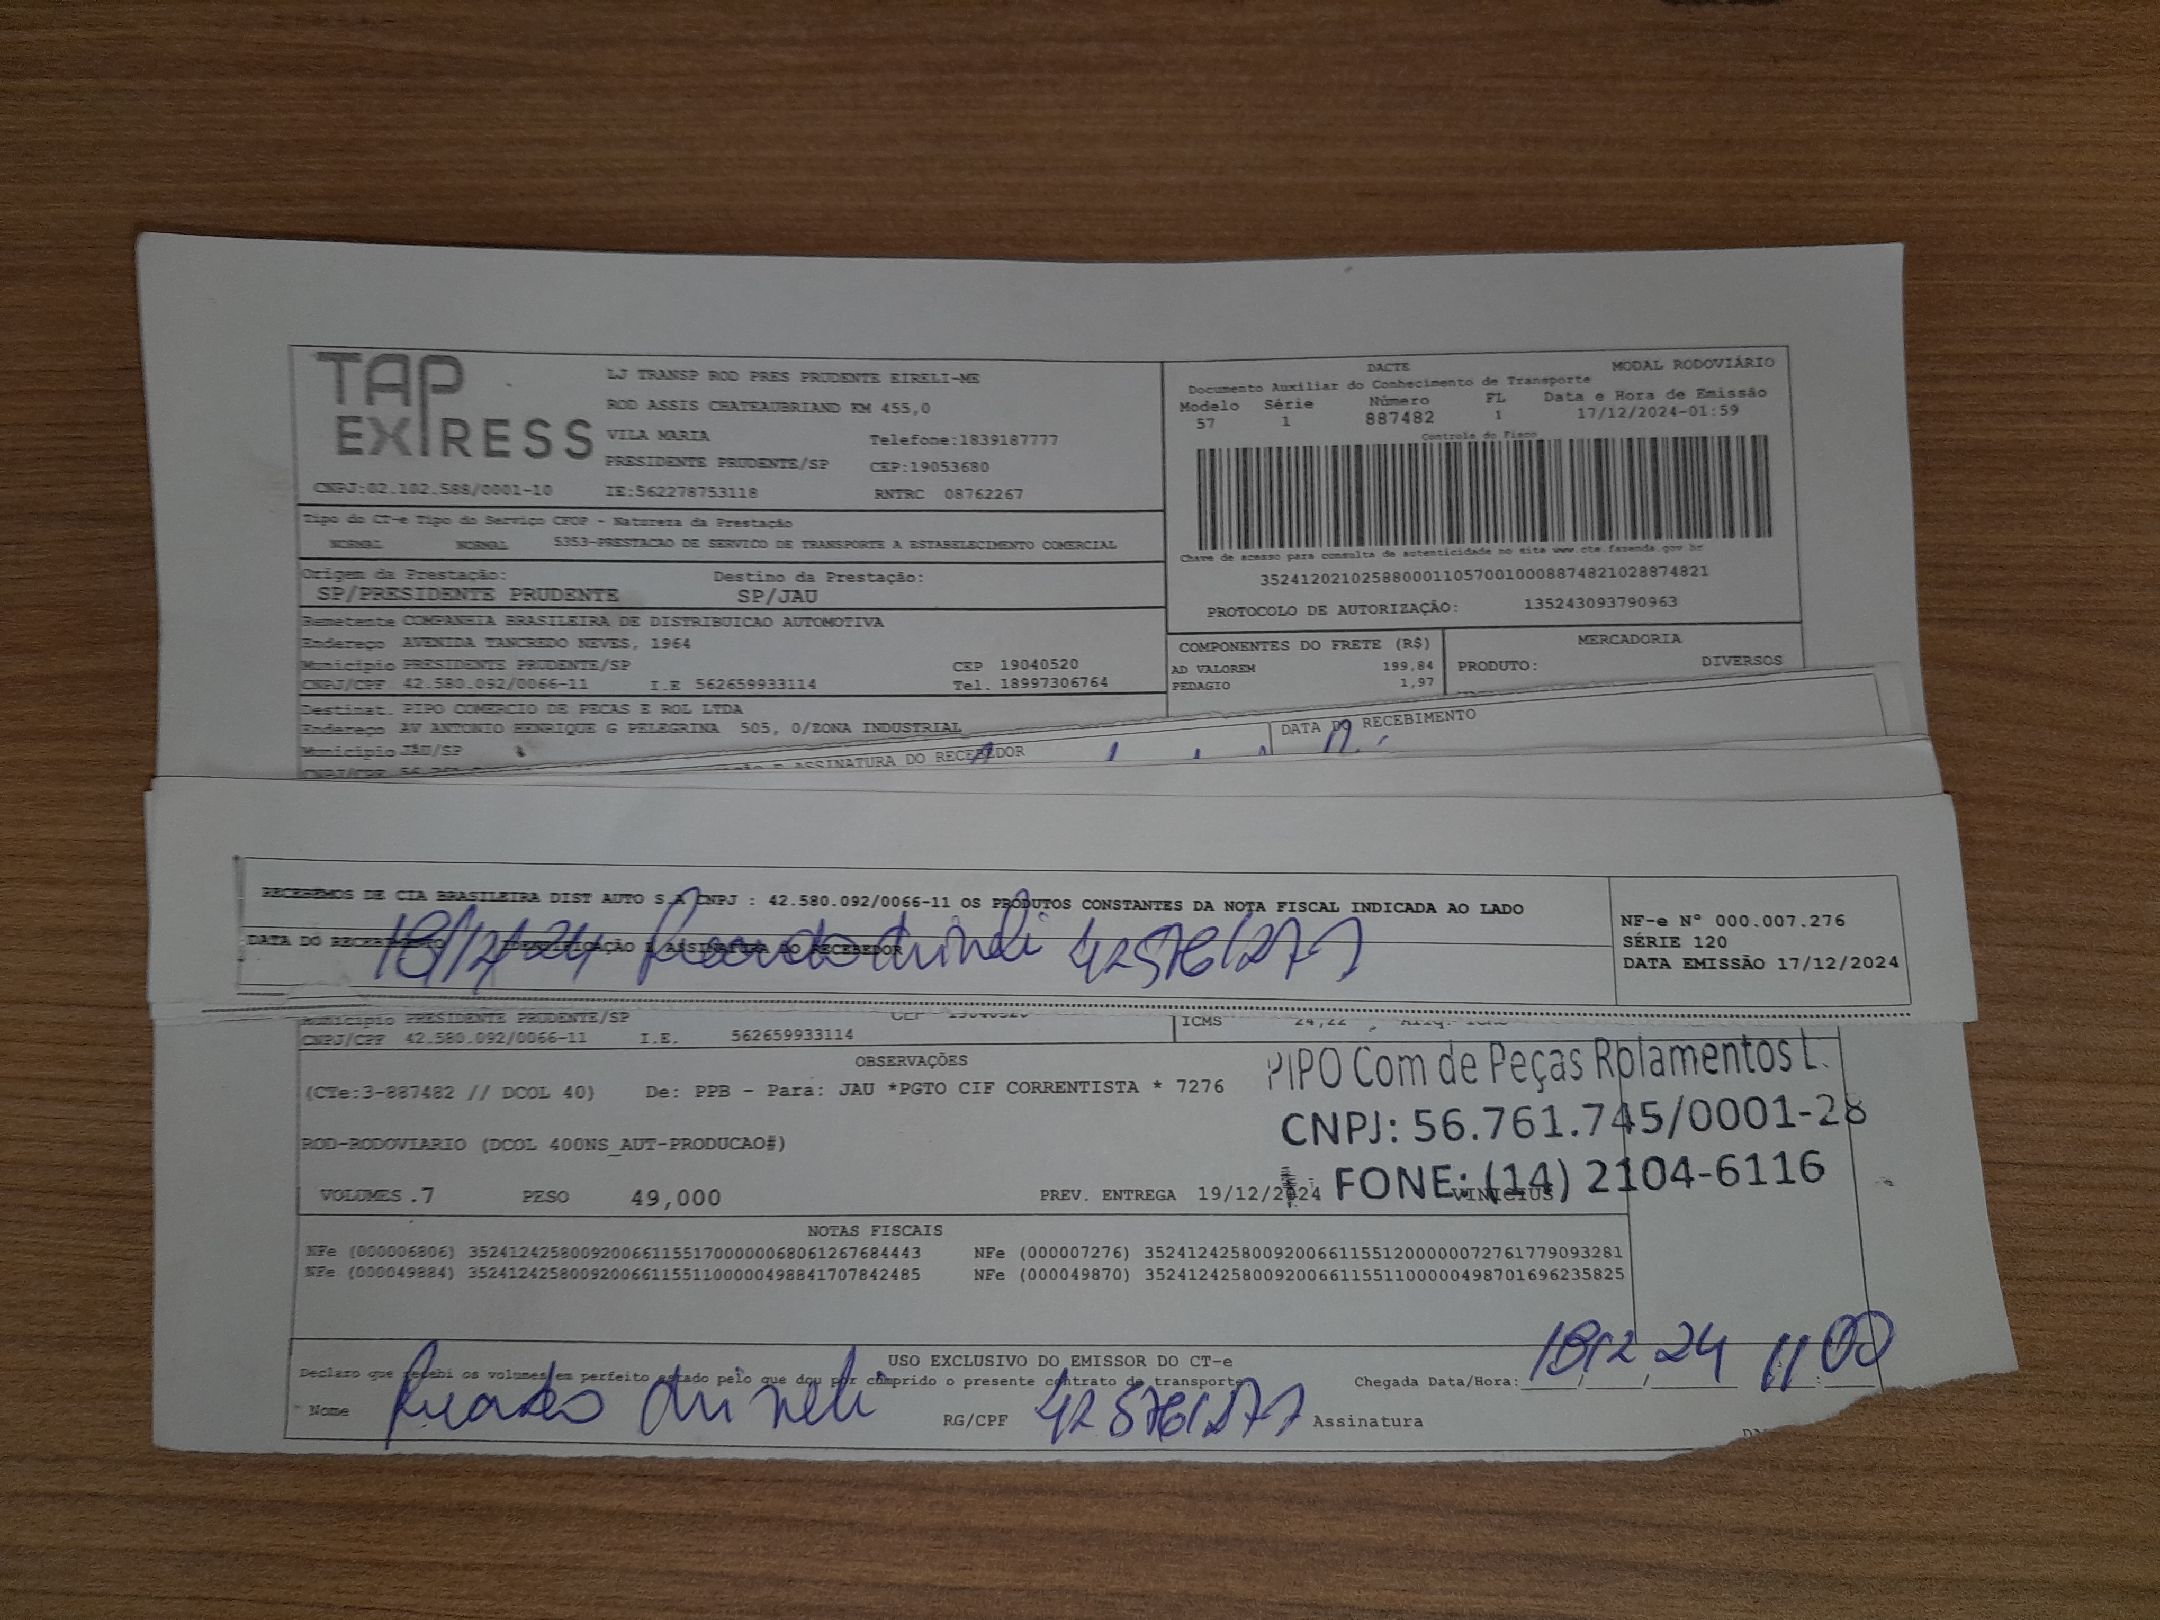 TAP
EXPRESS
LJ TRANSP ROD PRES PRUDENTE EIRELI-ME
ROD ASSIS CHATEAUBRIAND KM 455,0
VILA MARIA Telefone:1839187777
PRESIDENTE PRUDENTE/SP CEP:19053680
CNPJ:02.102.588/0001-10 IE:562278753118 RNTRC 08762267
DACTE MODAL RODOVIÁRIO
Documento Auxiliar do Conhecimento de Transporte
Modelo Série Número FL Data e Hora de Emissão
57 1 887482 1 17/12/2024-01:59
Controle do Fisco
Chave de acesso para consulta de autenticidade no site www.cte.fazenda.gov.br
35241202102588000110570010008874821028874821
PROTOCOLO DE AUTORIZAÇÃO: 135243093790963
Tipo do CT-e Tipo do Serviço CFOP - Natureza da Prestação
NORMAL NORMAL 5353-PRESTACAO DE SERVICO DE TRANSPORTE A ESTABELECIMENTO COMERCIAL
Origem da Prestação: Destino da Prestação:
SP/PRESIDENTE PRUDENTE SP/JAU
Remetente COMPANHIA BRASILEIRA DE DISTRIBUICAO AUTOMOTIVA
Endereço AVENIDA TANCREDO NEVES, 1964
Município PRESIDENTE PRUDENTE/SP CEP 19040520
CNPJ/CPF 42.580.092/0066-11 I.E 562659933114 Tel. 18997306764
COMPONENTES DO FRETE (R$) MERCADORIA
AD VALOREM 199,84 PRODUTO: DIVERSOS
PEDAGIO 1,97
Destinat. PIPO COMERCIO DE PECAS E ROL LTDA
Endereço AV ANTONIO HENRIQUE G PELEGRINA 505, 0/ZONA INDUSTRIAL
Município JAU/SP
CNPJ/CPF
E ASSINATURA DO RECEBEDOR DATA DO RECEBIMENTO
RECEBEMOS DE CIA BRASILEIRA DIST AUTO S.A CNPJ : 42.580.092/0066-11 OS PRODUTOS CONSTANTES DA NOTA FISCAL INDICADA AO LADO
DATA DO RECEBIMENTO IDENTIFICAÇÃO E ASSINATURA DO RECEBEDOR
18/12/24
NF-e N° 000.007.276
SÉRIE 120
DATA EMISSÃO 17/12/2024
Município PRESIDENTE PRUDENTE/SP CEP 19040520
CNPJ/CPF 42.580.092/0066-11 I.E. 562659933114
ICMS 24,22
OBSERVAÇÕES
(CTe:3-887482 // DCOL 40) De: PPB - Para: JAU *PGTO CIF CORRENTISTA * 7276
ROD-RODOVIARIO (DCOL 400NS_AUT-PRODUCAO#)
PIPO Com de Peças Rolamentos L.
CNPJ: 56.761.745/0001-28
FONE: (14) 2104-6116
VOLUMES .7 PESO 49,000 PREV. ENTREGA 19/12/2024 VINICIUS
NOTAS FISCAIS
NFe (000006806) 35241242580092006611551700000068061267684443 NFe (000007276) 35241242580092006611551200000072761779093281
NFe (000049884) 35241242580092006611551100000498841707842485 NFe (000049870) 35241242580092006611551100000498701696235825
USO EXCLUSIVO DO EMISSOR DO CT-e
Declaro que recebi os volumes em perfeito estado pelo que dou por cumprido o presente contrato de transporte
Chegada Data/Hora: 18 12 24 11 00
Nome Ricardo RG/CPF Assinatura